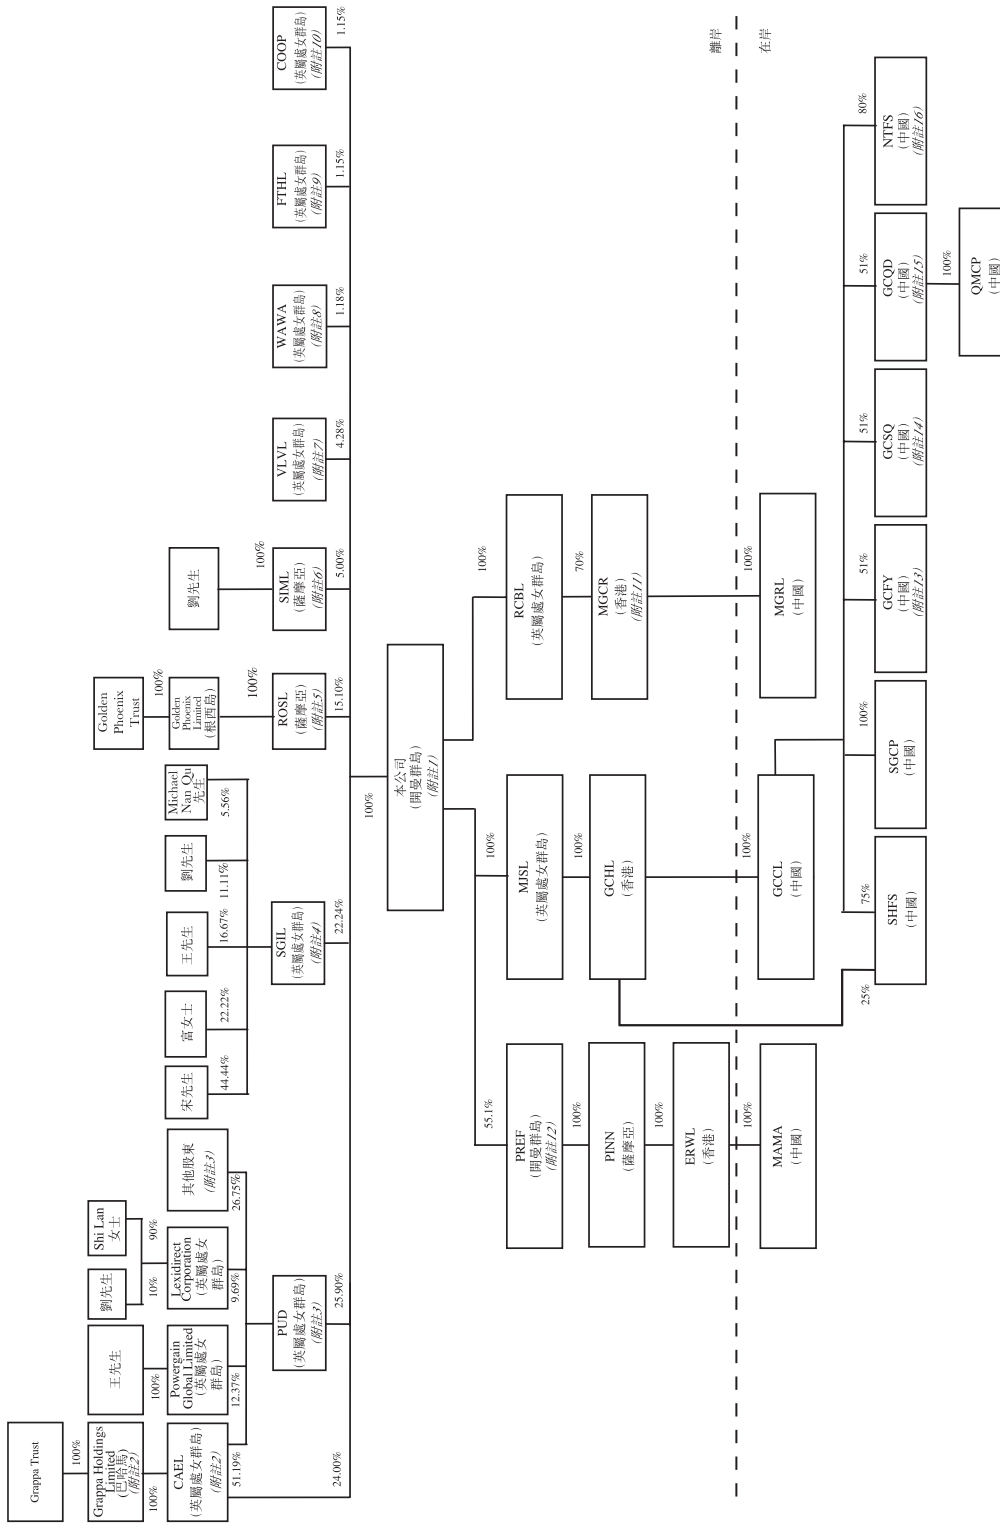 Grappa Trust
100%
Grappa Holdings
Limited
(巴哈馬)
(附註2)
100%
CAEL
(英屬處女群島)
(附註2)
51.19%
24.00%
王先生
100%
Powergain
Global Limited
(英屬處女
群島)
12.37%
劉先生
10%
Shi Lan
女士
90%
Lexidirect
Corporation
(英屬處女
群島)
9.69%
其他股東
(附註3)
26.75%
PUD
(英屬處女群島)
(附註3)
25.90%
宋先生
44.44%
富女士
22.22%
王先生
16.67%
劉先生
11.11%
Michael
Nan Qu
先生
5.56%
SGIL
(英屬處女群島)
(附註4)
22.24%
Golden
Phoenix
Trust
100%
Golden
Phoenix
Limited
(根西島)
100%
ROSL
(薩摩亞)
(附註5)
15.10%
劉先生
100%
SIML
(薩摩亞)
(附註6)
5.00%
VLVL
(英屬處女群島)
(附註7)
4.28%
WAWA
(英屬處女群島)
(附註8)
1.18%
FTHL
(英屬處女群島)
(附註9)
1.15%
COOP
(英屬處女群島)
(附註10)
1.15%
100%
本公司
(開曼群島)
(附註1)
55.1%
PREF
(開曼群島)
(附註12)
100%
PINN
(薩摩亞)
100%
ERWL
(香港)
100%
MAMA
(中國)
100%
MJSL
(英屬處女群島)
100%
GCHL
(香港)
100%
GCCL
(中國)
100%
RCBL
(英屬處女群島)
70%
MGCR
(香港)
(附註11)
100%
MGRL
(中國)
離岸
在岸
25%
75%
SHFS
(中國)
100%
SGCP
(中國)
51%
GCFY
(中國)
(附註13)
51%
GCSQ
(中國)
(附註14)
51%
GCQD
(中國)
(附註15)
80%
NTFS
(中國)
(附註16)
100%
QMCP
(中國)